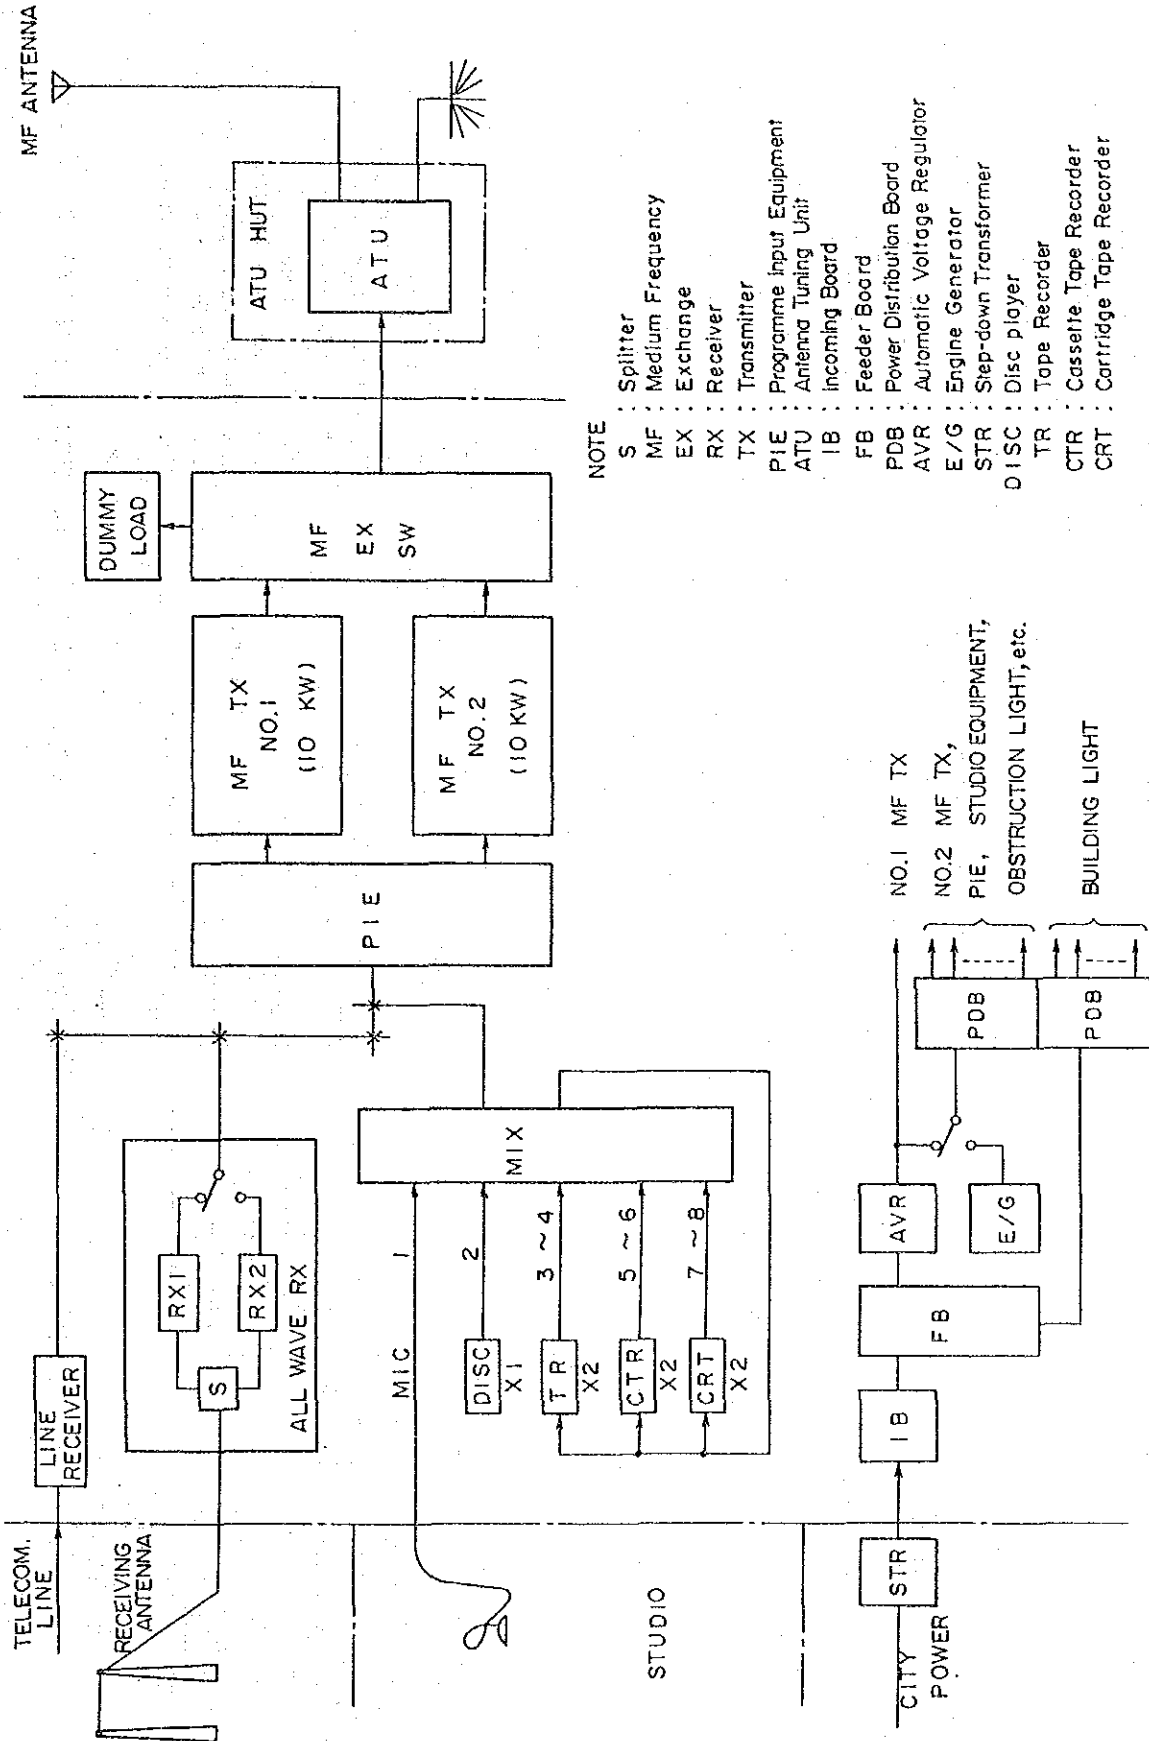 MF ANTENNA
TELECOM.
LINE
LINE
RECEIVER
RECEIVING
ANTENNA
S
RX1
RX2
ALL WAVE RX
PIE
MF TX
NO.1
(10 KW)
MF TX
NO.2
(10 KW)
DUMMY
LOAD
MF
EX
SW
ATU HUT
ATU
STUDIO
MIC
1
DISC
X1
2
TR
X2
3 ~ 4
CTR
X2
5 ~ 6
CRT
X2
7 ~ 8
MIX
CITY
POWER
STR
IB
FB
AVR
E/G
PDB
PDB
NO.1 MF TX
NO.2 MF TX,
PIE, STUDIO EQUIPMENT,
OBSTRUCTION LIGHT, etc.
BUILDING LIGHT
NOTE
S : Splitter
MF : Medium Frequency
EX : Exchange
RX : Receiver
TX : Transmitter
PIE : Programme Input Equipment
ATU : Antenna Tuning Unit
IB : Incoming Board
FB : Feeder Board
PDB : Power Distribution Board
AVR : Automatic Voltage Regulator
E/G : Engine Generator
STR : Step-down Transformer
DISC : Disc player
TR : Tape Recorder
CTR : Cassette Tape Recorder
CRT : Cartridge Tape Recorder